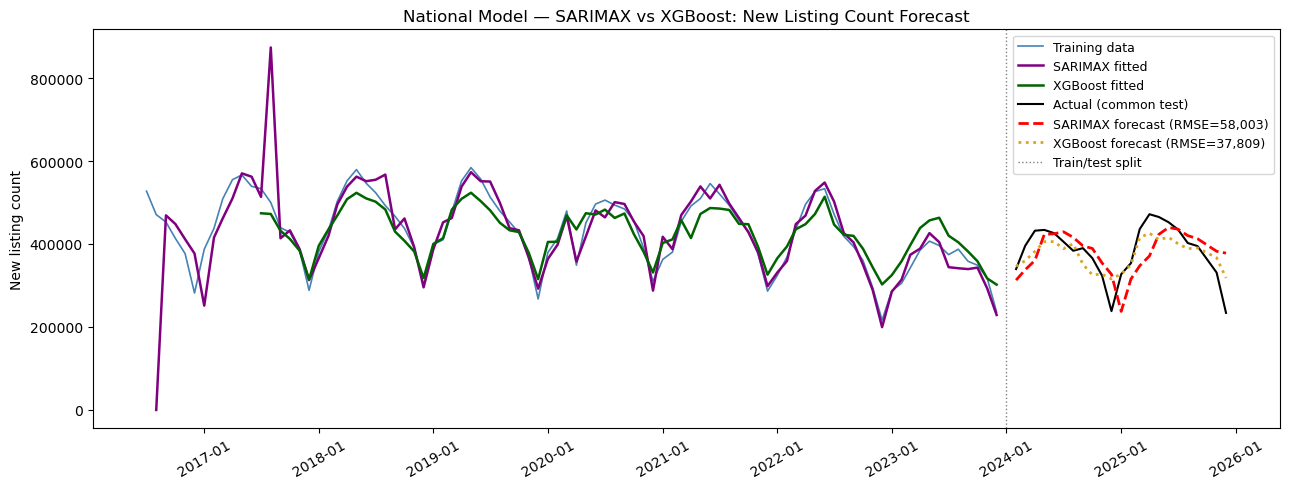 National Model — SARIMAX vs XGBoost: New Listing Count Forecast
New listing count
800000
600000
400000
200000
0
Training data
SARIMAX fitted
XGBoost fitted
Actual (common test)
SARIMAX forecast (RMSE=58,003)
XGBoost forecast (RMSE=37,809)
Train/test split
2017-01
2018-01
2019-01
2020-01
2021-01
2022-01
2023-01
2024-01
2025-01
2026-01